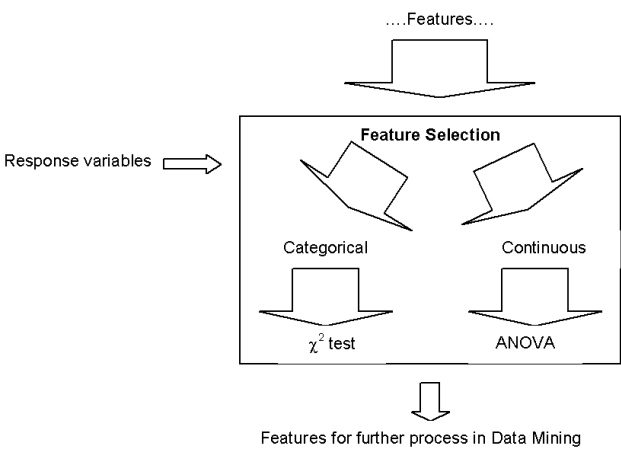 ....Features....
Feature Selection
Response variables
Categorical
Continuous
χ² test
ANOVA
Features for further process in Data Mining